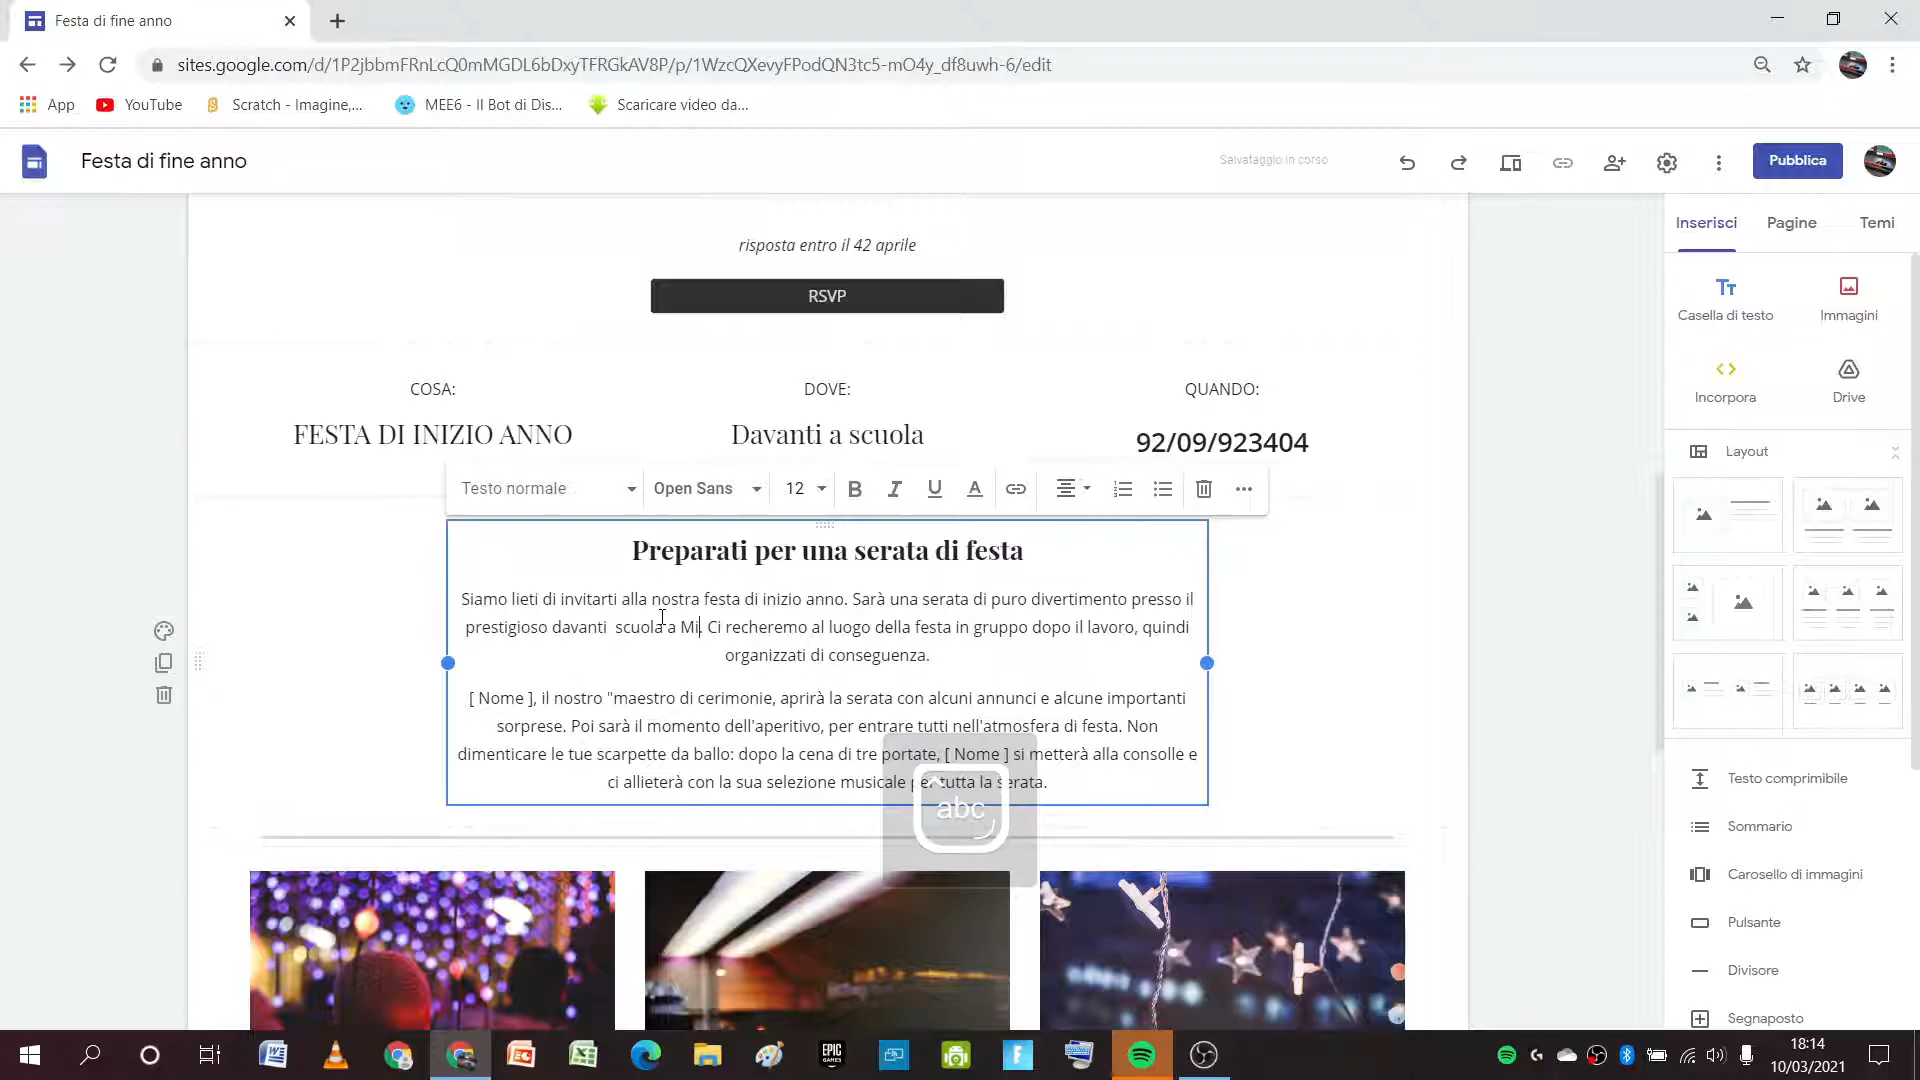 Festa di fine anno
sites.google.com/d/1P2jbbmFRnLcQ0mMGDL6bDxyTFRGkAV8P/p/1WzcQXevyFPodQN3tc5-mO4y_df8uwh-6/edit
App
YouTube
Scratch - Imagine,...
MEE6 - Il Bot di Dis...
Scaricare video da...
Festa di fine anno
Salvataggio in corso
Pubblica
risposta entro il 42 aprile
RSVP
COSA:
DOVE:
QUANDO:
FESTA DI INIZIO ANNO
Davanti a scuola
92/09/923404
Testo normale
Open Sans
12
B
I
U
A
Preparati per una serata di festa
Siamo lieti di invitarti alla nostra festa di inizio anno. Sarà una serata di puro divertimento presso il
prestigioso davanti  scuola a Mi. Ci recheremo al luogo della festa in gruppo dopo il lavoro, quindi
organizzati di conseguenza.
[ Nome ], il nostro "maestro di cerimonie, aprirà la serata con alcuni annunci e alcune importanti
sorprese. Poi sarà il momento dell'aperitivo, per entrare tutti nell'atmosfera di festa. Non
dimenticare le tue scarpette da ballo: dopo la cena di tre portate, [ Nome ] si metterà alla consolle e
ci allieterà con la sua selezione musicale per tutta la serata.
abc
Inserisci
Pagine
Temi
Tт
Casella di testo
Immagini
Incorpora
Drive
Layout
Testo comprimibile
Sommario
Carosello di immagini
Pulsante
Divisore
Segnaposto
EPIC
GAMES
18:14
10/03/2021